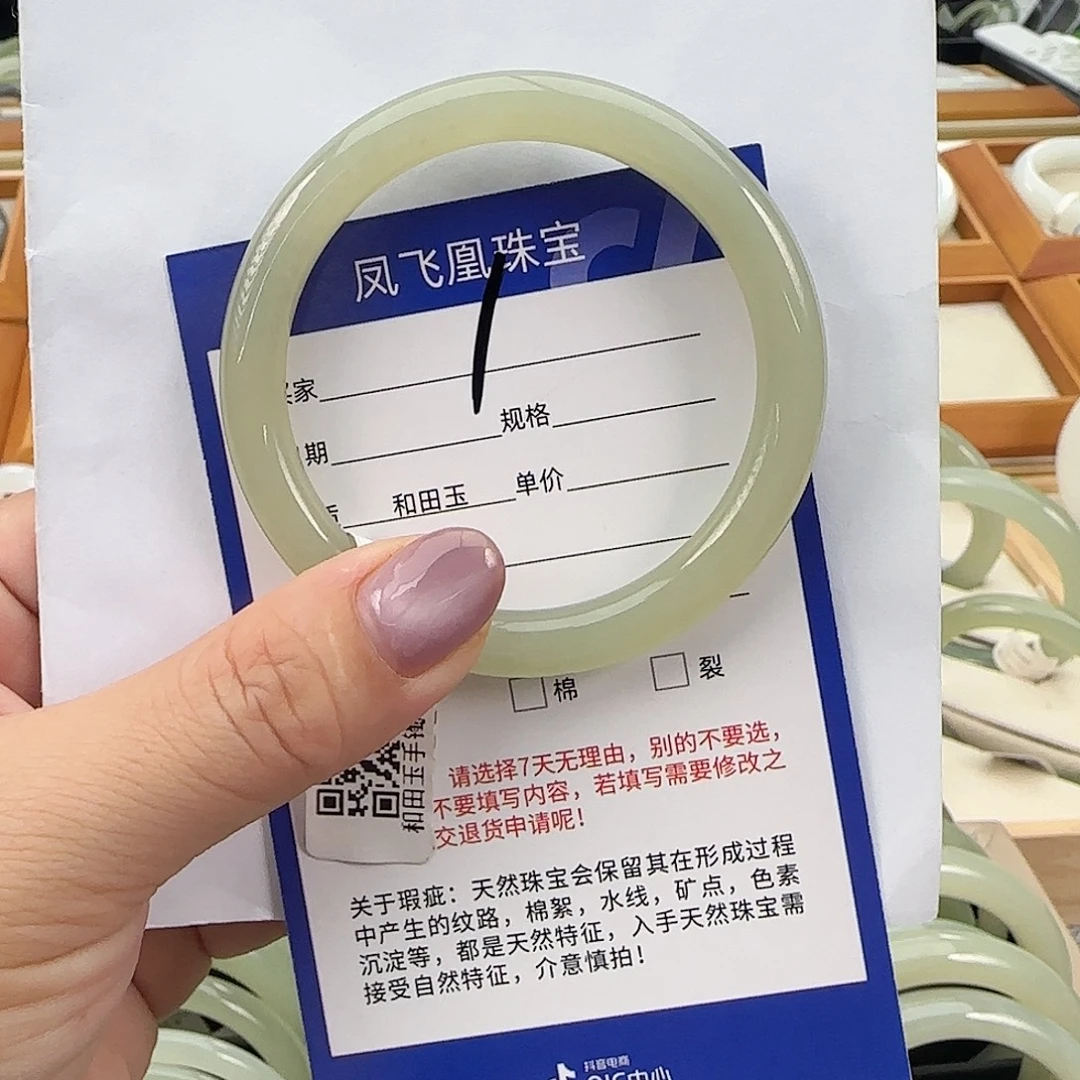 凤飞凰珠宝
家
期 规格
和田玉 单价
棉 裂
和田玉手镯
请选择7天无理由，别的不要选，
不要填写内容，若填写需要修改之
交退货申请呢！
关于瑕疵：天然珠宝会保留其在形成过程
中产生的纹路，棉絮，水线，矿点，色素
沉淀等，都是天然特征，入手天然珠宝需
接受自然特征，介意慎拍！
抖音电商